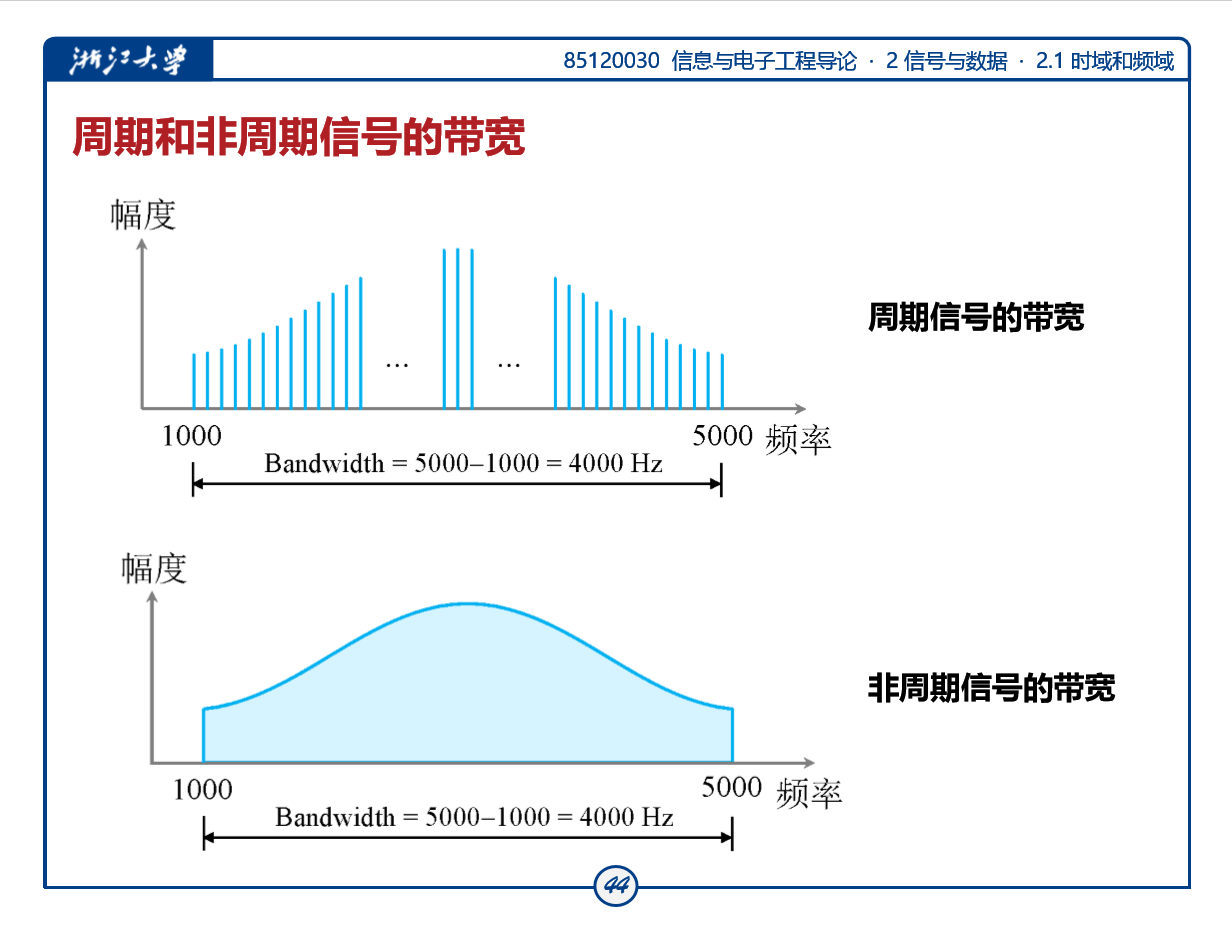 浙江大学
85120030 信息与电子工程导论 · 2 信号与数据 · 2.1 时域和频域
周期和非周期信号的带宽
幅度
周期信号的带宽
... ...
1000 5000 频率
Bandwidth = 5000–1000 = 4000 Hz
幅度
非周期信号的带宽
1000 5000 频率
Bandwidth = 5000–1000 = 4000 Hz
44